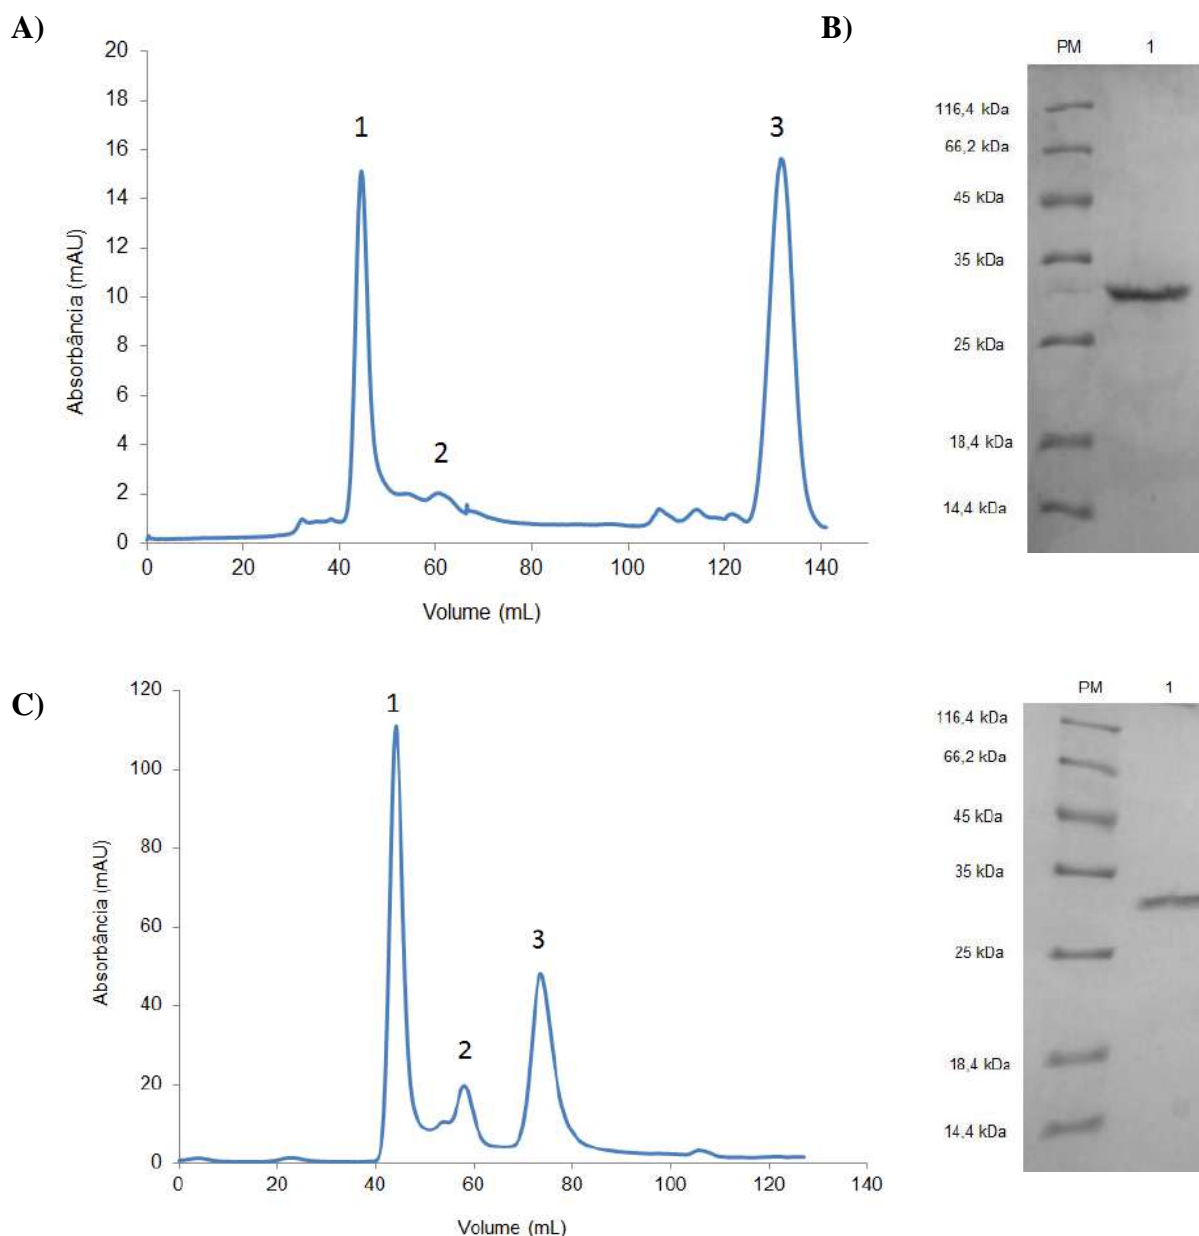 A)
20
18
16
14
12
10
8
6
4
2
0
Absorbância (mAU)
1
2
3
0 20 40 60 80 100 120 140
Volume (mL)
B)
PM 1
116,4 kDa
66,2 kDa
45 kDa
35 kDa
25 kDa
18,4 kDa
14,4 kDa
C)
120
100
80
60
40
20
0
Absorbância (mAU)
1
2
3
0 20 40 60 80 100 120 140
Volume (mL)
PM 1
116,4 kDa
66,2 kDa
45 kDa
35 kDa
25 kDa
18,4 kDa
14,4 kDa